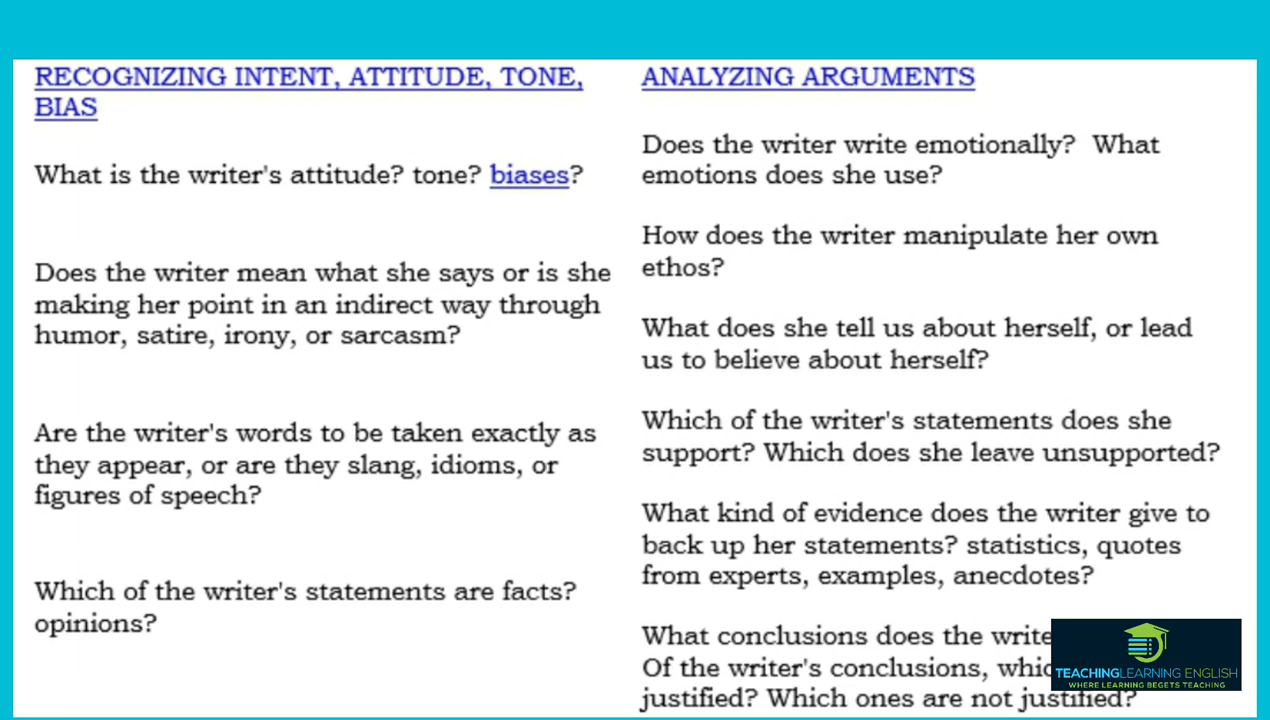 RECOGNIZING INTENT, ATTITUDE, TONE,
BIAS
What is the writer's attitude? tone? biases?
Does the writer mean what she says or is she
making her point in an indirect way through
humor, satire, irony, or sarcasm?
Are the writer's words to be taken exactly as
they appear, or are they slang, idioms, or
figures of speech?
Which of the writer's statements are facts?
opinions?
ANALYZING ARGUMENTS
Does the writer write emotionally? What
emotions does she use?
How does the writer manipulate her own
ethos?
What does she tell us about herself, or lead
us to believe about herself?
Which of the writer's statements does she
support? Which does she leave unsupported?
What kind of evidence does the writer give to
back up her statements? statistics, quotes
from experts, examples, anecdotes?
What conclusions does the
Of the writer's conclusions,
justified? Which ones are not justified?
TEACHINGLEARNING ENGLISH
WHERE LEARNING BEGETS TEACHING